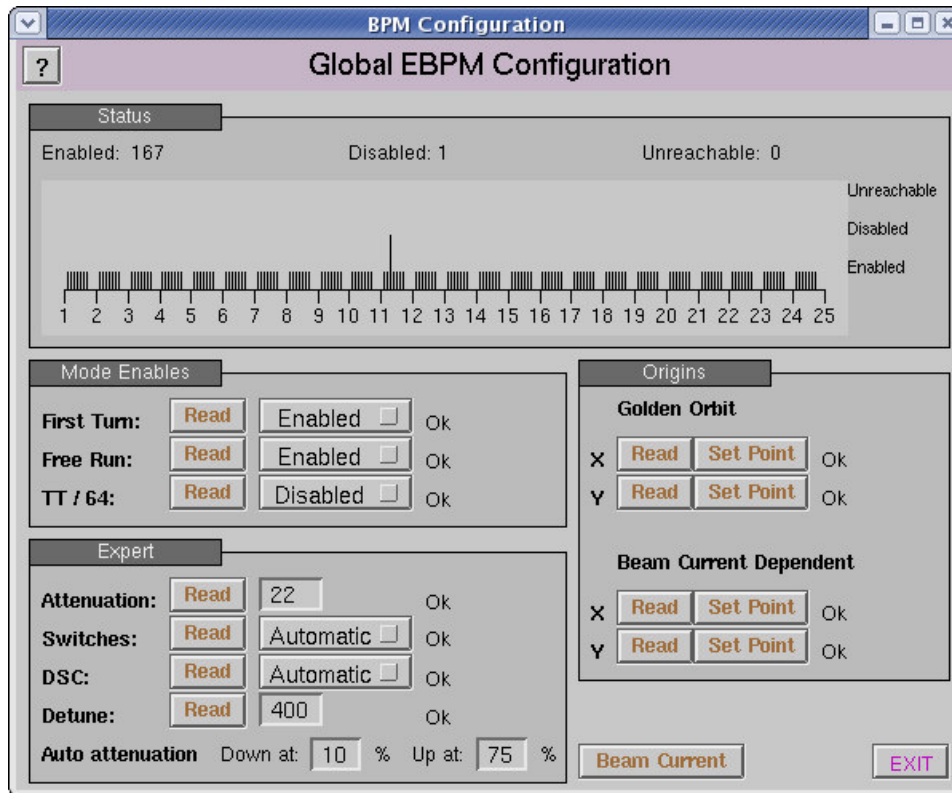 BPM Configuration
? Global EBPM Configuration
Status
Enabled: 167 Disabled: 1 Unreachable: 0
Unreachable
Disabled
Enabled
1 2 3 4 5 6 7 8 9 10 11 12 13 14 15 16 17 18 19 20 21 22 23 24 25
Mode Enables
First Turn: Read Enabled Ok
Free Run: Read Enabled Ok
TT / 64: Read Disabled Ok
Expert
Attenuation: Read 22 Ok
Switches: Read Automatic Ok
DSC: Read Automatic Ok
Detune: Read 400 Ok
Auto attenuation Down at: 10 % Up at: 75 %
Origins
Golden Orbit
X Read Set Point Ok
Y Read Set Point Ok
Beam Current Dependent
X Read Set Point Ok
Y Read Set Point Ok
Beam Current EXIT